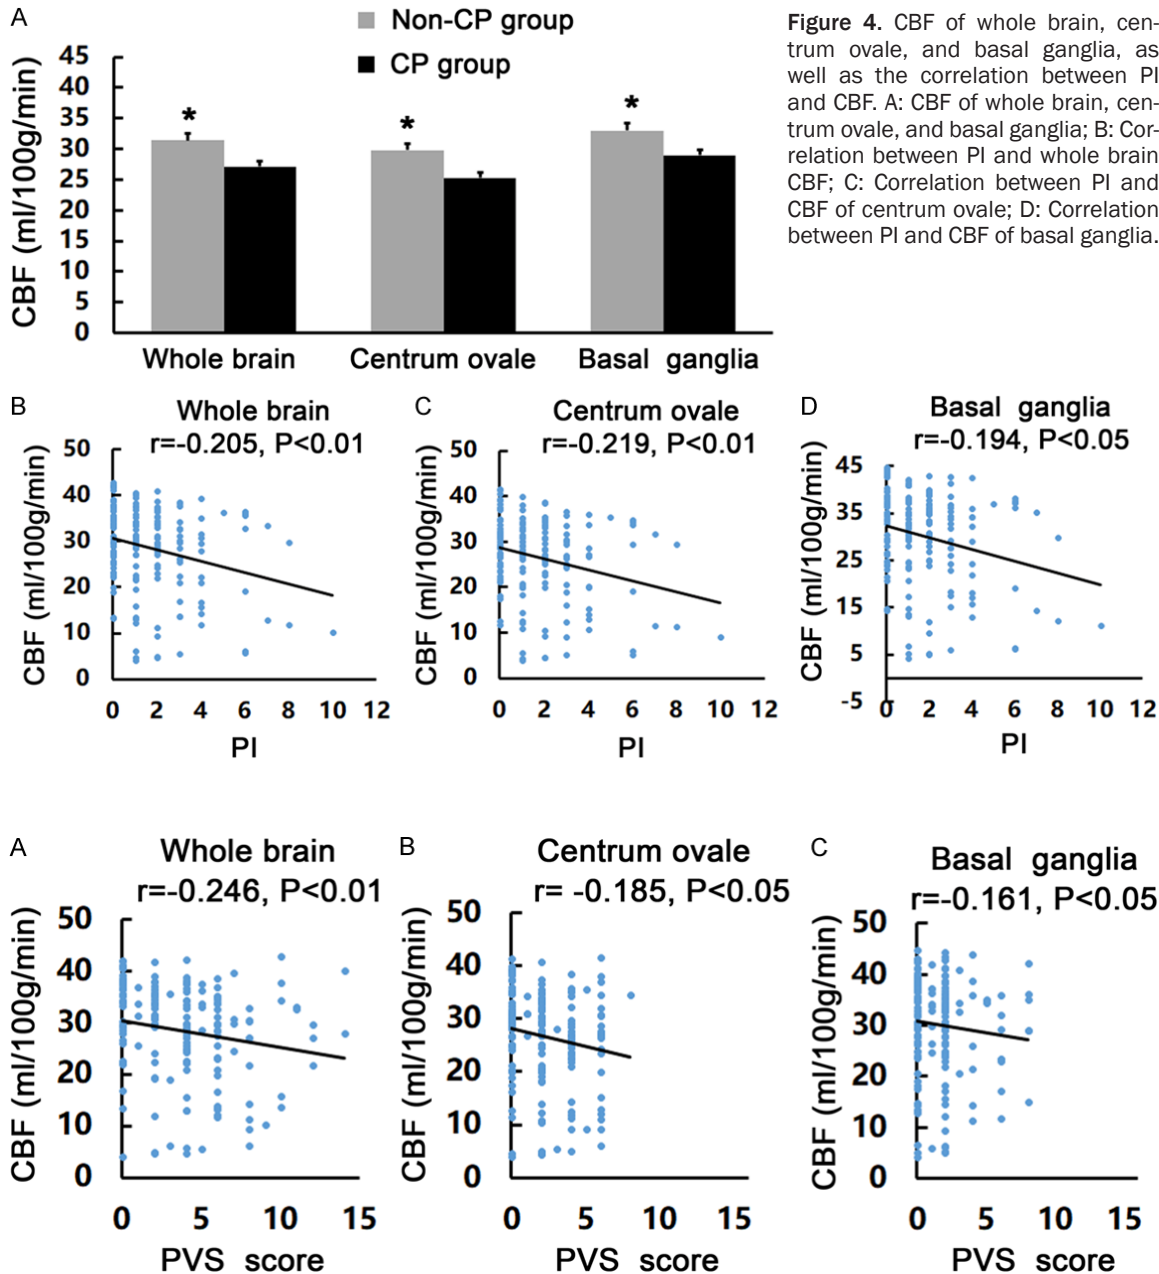 A
Non-CP group
CP group
*
*
*
CBF (ml/100g/min)
45
40
35
30
25
20
15
10
5
0
Whole brain
Centrum ovale
Basal ganglia
Figure 4. CBF of whole brain, cen-
trum ovale, and basal ganglia, as
well as the correlation between PI
and CBF. A: CBF of whole brain, cen-
trum ovale, and basal ganglia; B: Cor-
relation between PI and whole brain
CBF; C: Correlation between PI and
CBF of centrum ovale; D: Correlation
between PI and CBF of basal ganglia.
B
Whole brain
r=-0.205, P<0.01
CBF (ml/100g/min)
50
40
30
20
10
0
0 2 4 6 8 10 12
PI
C
Centrum ovale
r=-0.219, P<0.01
CBF (ml/100g/min)
50
40
30
20
10
0
0 2 4 6 8 10 12
PI
D
Basal ganglia
r=-0.194, P<0.05
CBF (ml/100g/min)
45
35
25
15
5
-5
0 2 4 6 8 10 12
PI
A
Whole brain
r=-0.246, P<0.01
CBF (ml/100g/min)
50
40
30
20
10
0
0 5 10 15
PVS score
B
Centrum ovale
r= -0.185, P<0.05
CBF (ml/100g/min)
50
40
30
20
10
0
0 5 10 15
PVS score
C
Basal ganglia
r=-0.161, P<0.05
CBF (ml/100g/min)
50
40
30
20
10
0
0 5 10 15
PVS score